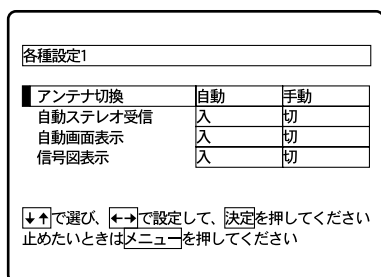 各種設定1
アンテナ切換 自動 手動
自動ステレオ受信 入 切
自動画面表示 入 切
信号図表示 入 切
↓↑で選び、←→で設定して、決定を押してください
止めたいときはメニューを押してください